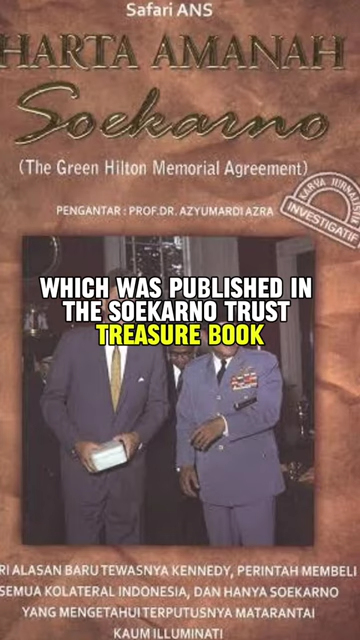 Safari ANS
HARTA AMANAH
Soekarno
(The Green Hilton Memorial Agreement)
PENGANTAR : PROF.DR. AZYUMARDI AZRA
KARYA JURNALISTIK
INVESTIGATIF
WHICH WAS PUBLISHED IN
THE SOEKARNO TRUST
TREASURE BOOK
RI ALASAN BARU TEWASNYA KENNEDY, PERINTAH MEMBELI
SEMUA KOLATERAL INDONESIA, DAN HANYA SOEKARNO
YANG MENGETAHUI TERPUTUSNYA MATARANTAI
KAUM ILLUMINATI